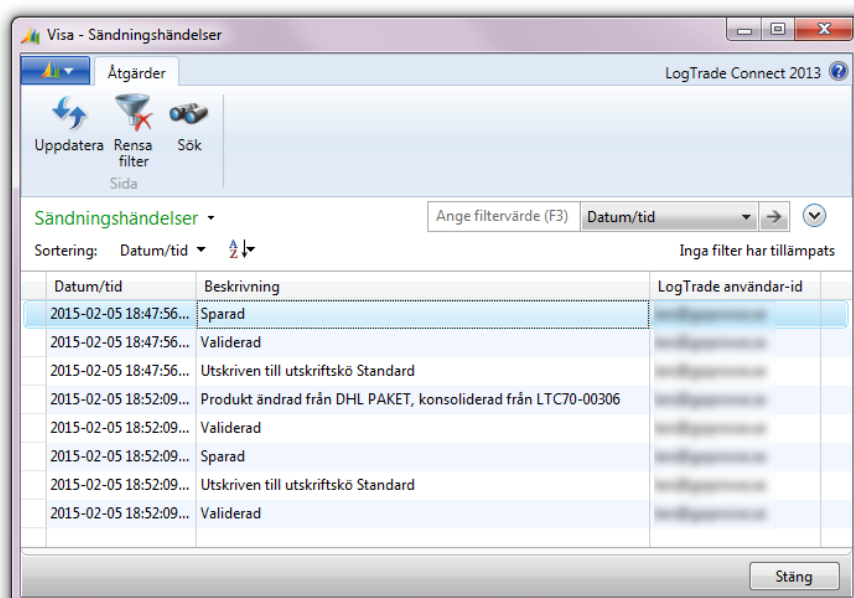 Visa - Sändningshändelser
Åtgärder
LogTrade Connect 2013
Uppdatera Rensa filter Sök
Sida
Sändningshändelser
Ange filtervärde (F3) Datum/tid
Sortering: Datum/tid Inga filter har tillämpats
Datum/tid Beskrivning LogTrade användar-id
2015-02-05 18:47:56... Sparad
2015-02-05 18:47:56... Validerad
2015-02-05 18:47:56... Utskriven till utskriftskö Standard
2015-02-05 18:52:09... Produkt ändrad från DHL PAKET, konsoliderad från LTC70-00306
2015-02-05 18:52:09... Validerad
2015-02-05 18:52:09... Sparad
2015-02-05 18:52:09... Utskriven till utskriftskö Standard
2015-02-05 18:52:09... Validerad
Stäng